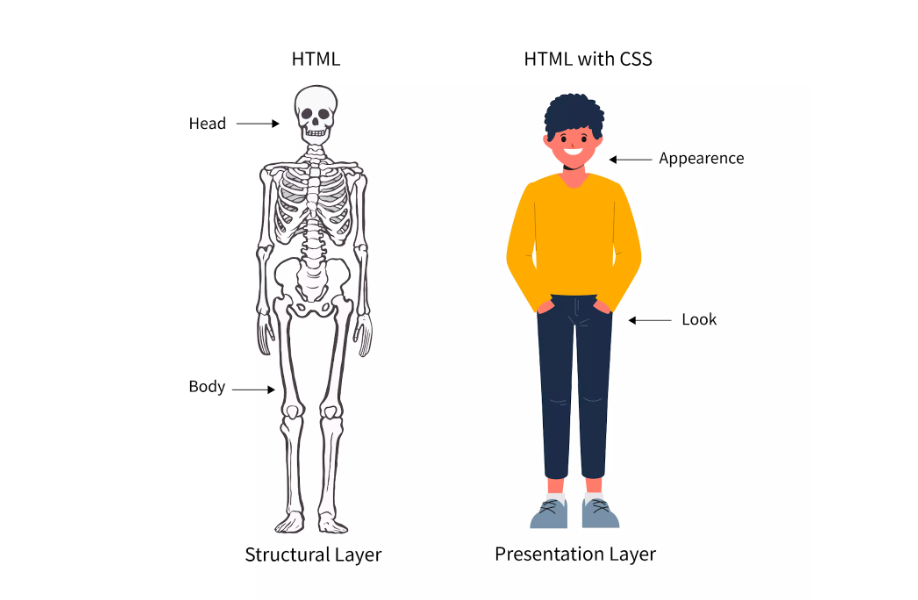 HTML
HTML with CSS
Head
Appearence
Look
Body
Structural Layer
Presentation Layer